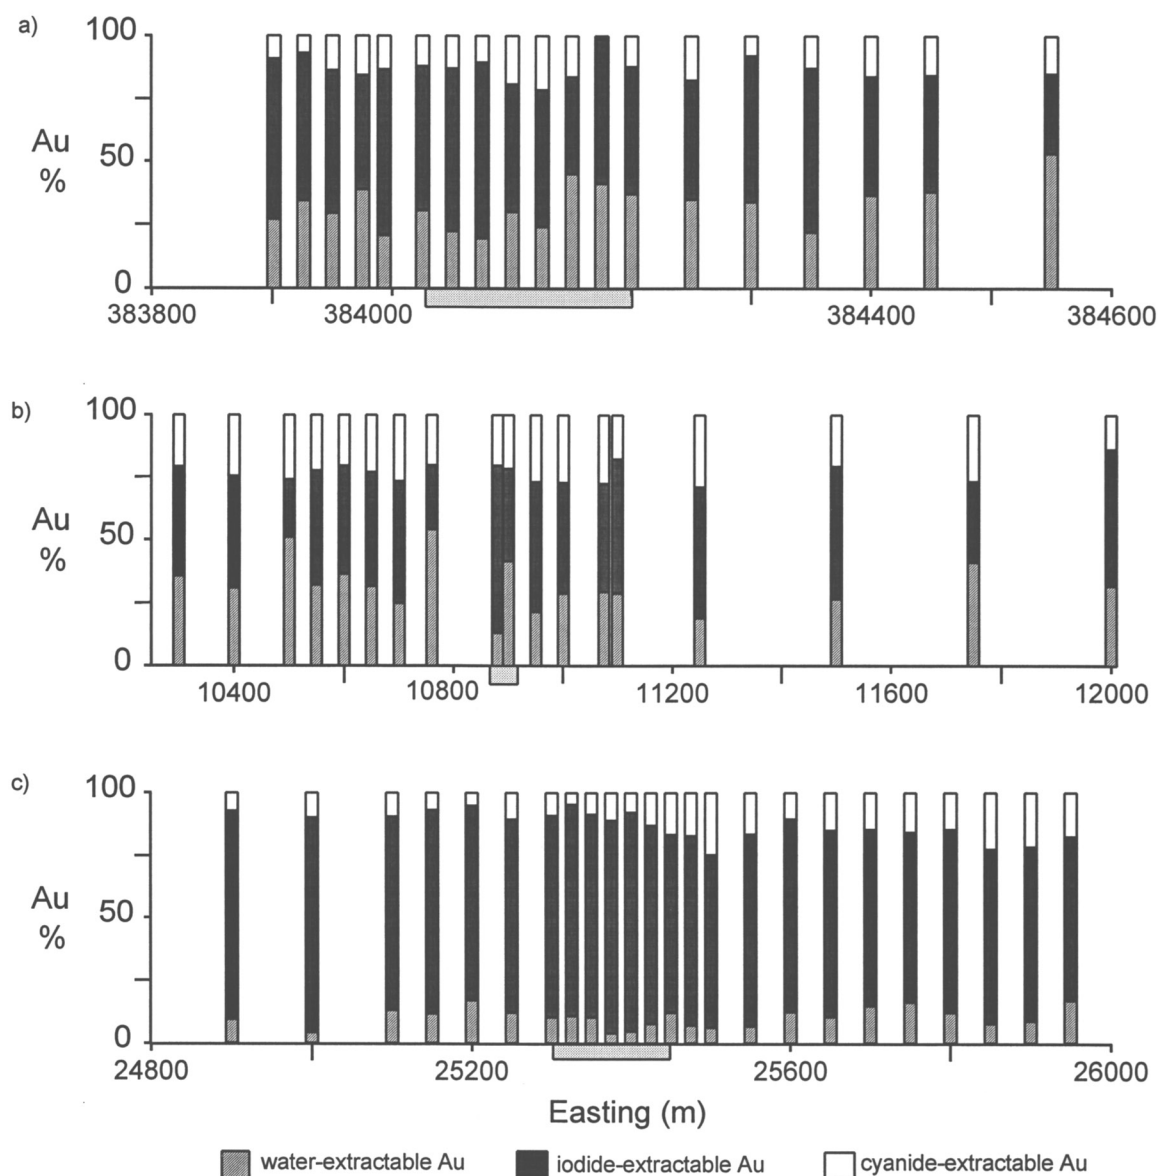 a)
100
Au
%
50
0
383800 384000 384400 384600
b)
100
Au
%
50
0
10400 10800 11200 11600 12000
c)
100
Au
%
50
0
24800 25200 25600 26000
Easting (m)
water-extractable Au iodide-extractable Au cyanide-extractable Au